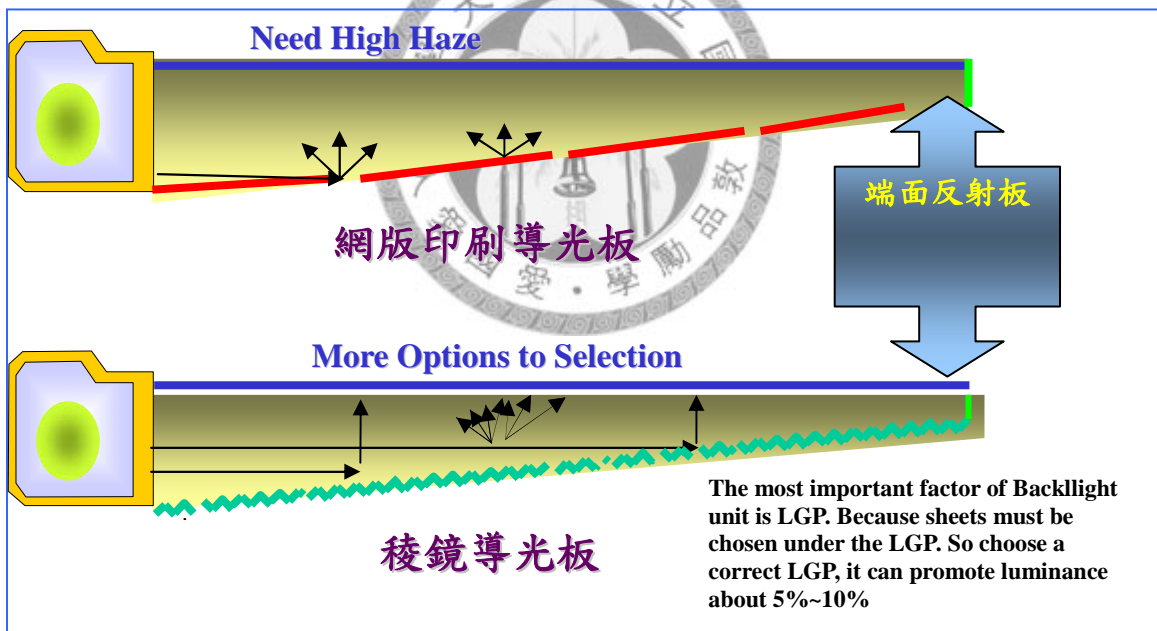 Need High Haze
端面反射板
網版印刷導光板
More Options to Selection
稜鏡導光板
The most important factor of Backllight
unit is LGP. Because sheets must be
chosen under the LGP. So choose a
correct LGP, it can promote luminance
about 5%~10%